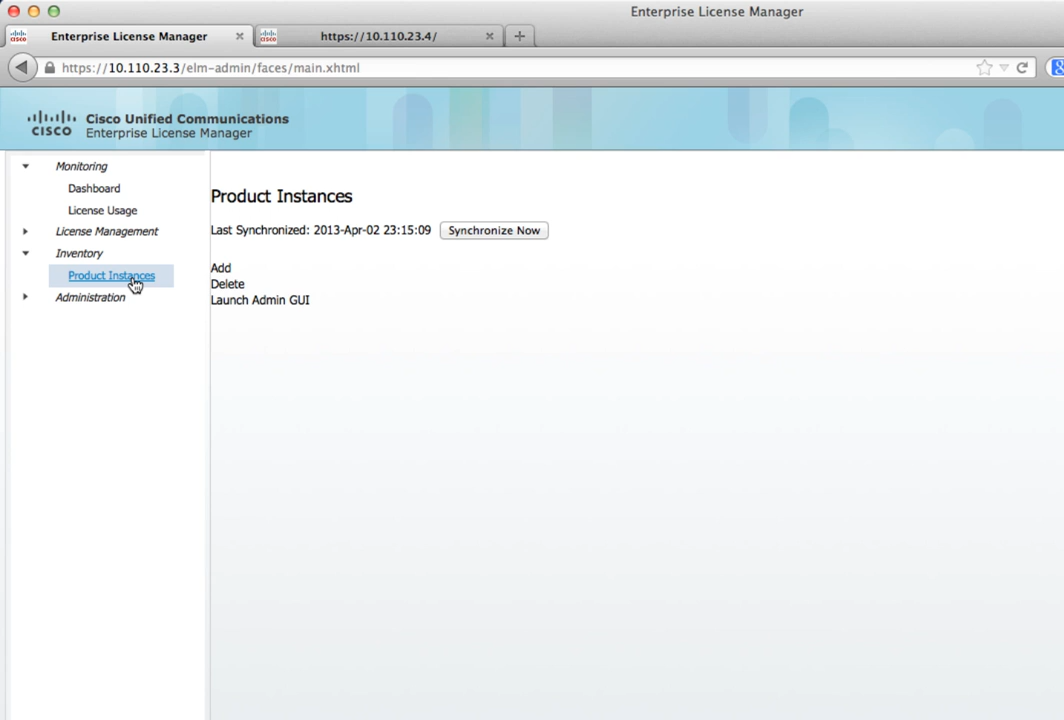 Enterprise License Manager
Enterprise License Manager
https://10.110.23.4/
https://10.110.23.3/elm-admin/faces/main.xhtml
CISCO
Cisco Unified Communications
Enterprise License Manager
Monitoring
Dashboard
License Usage
License Management
Inventory
Product Instances
Administration
Product Instances
Last Synchronized: 2013-Apr-02 23:15:09 Synchronize Now
Add
Delete
Launch Admin GUI